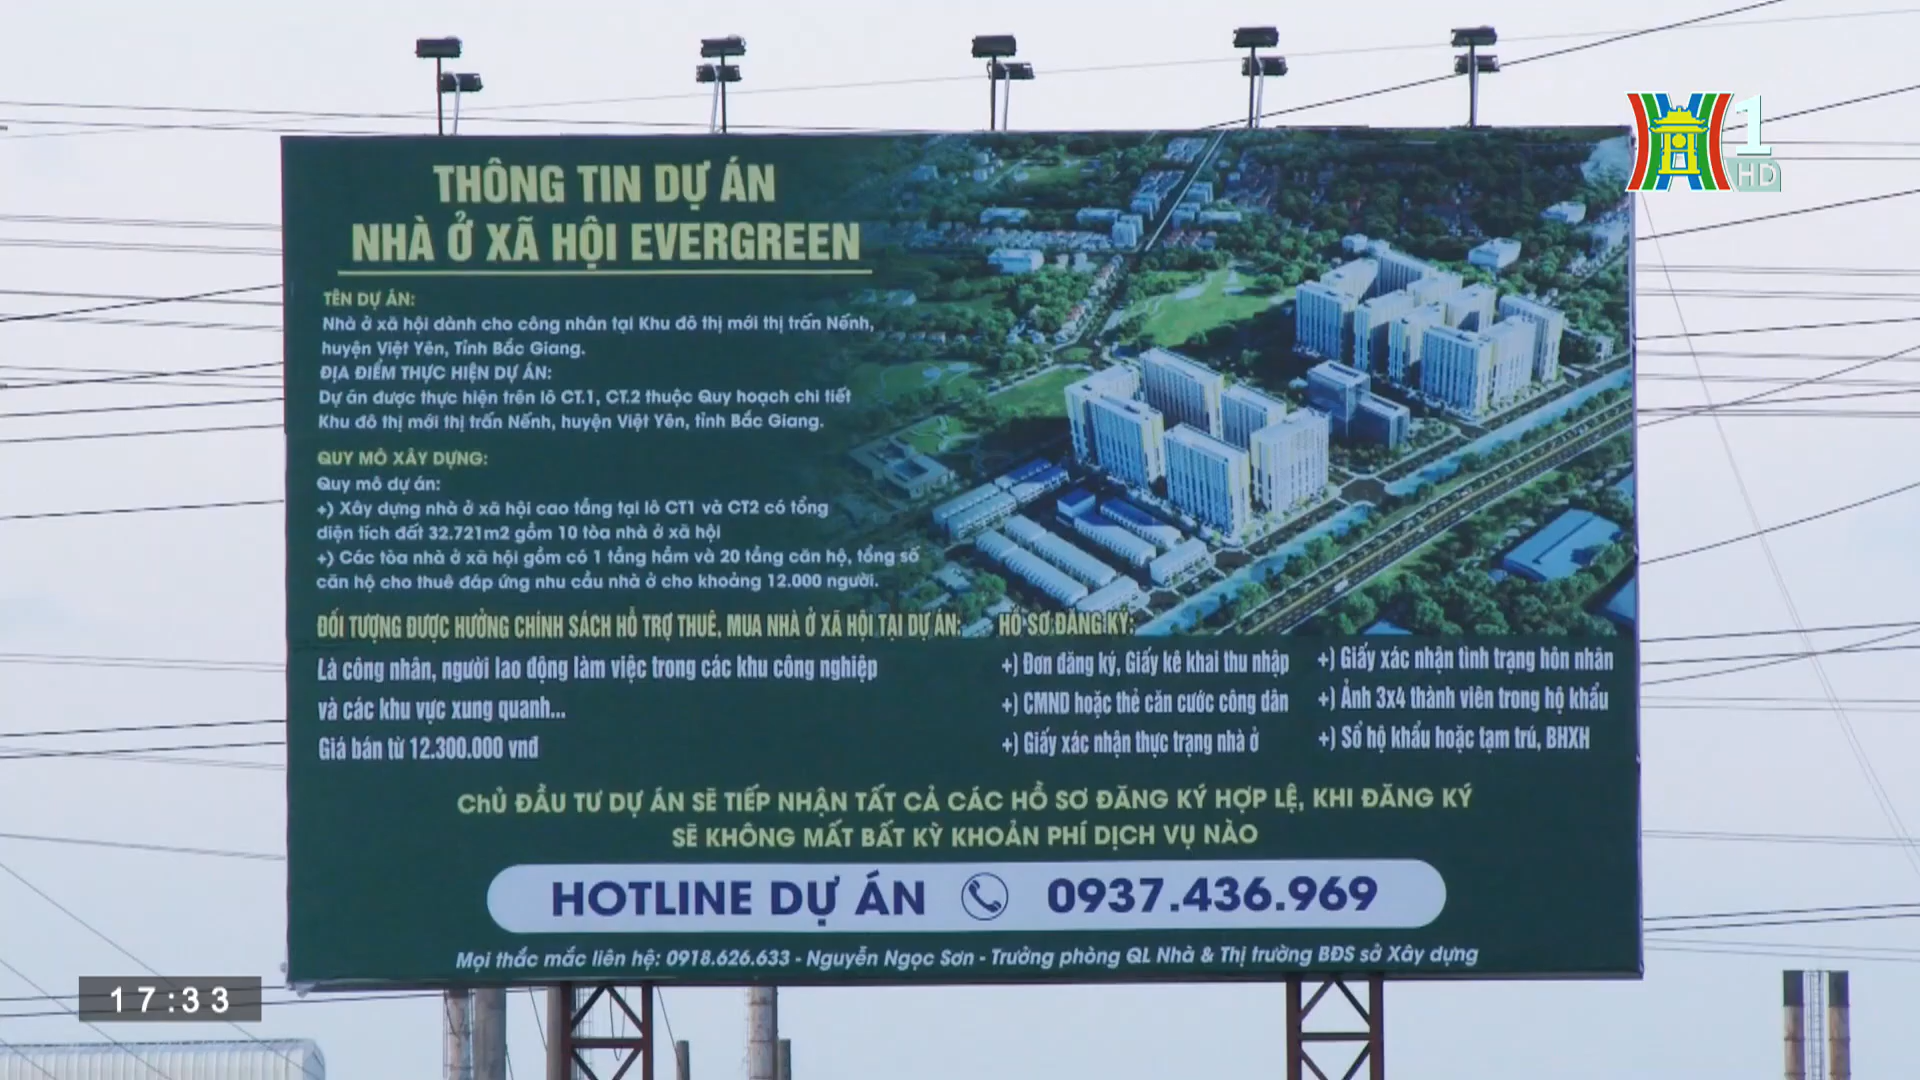 THÔNG TIN DỰ ÁN
NHÀ Ở XÃ HỘI EVERGREEN
TÊN DỰ ÁN:
Nhà ở xã hội dành cho công nhân tại Khu đô thị mới thị trấn Nếnh,
huyện Việt Yên, Tỉnh Bắc Giang.
ĐỊA ĐIỂM THỰC HIỆN DỰ ÁN:
Dự án được thực hiện trên lô CT.1, CT.2 thuộc Quy hoạch chi tiết
Khu đô thị mới thị trấn Nếnh, huyện Việt Yên, tỉnh Bắc Giang.
QUY MÔ XÂY DỰNG:
Quy mô dự án:
+) Xây dựng nhà ở xã hội cao tầng tại lô CT1 và CT2 có tổng
diện tích đất 32.721m2 gồm 10 tòa nhà ở xã hội
+) Các tòa nhà ở xã hội gồm có 1 tầng hầm và 20 tầng căn hộ, tổng số
căn hộ cho thuê đáp ứng nhu cầu nhà ở cho khoảng 12.000 người.
ĐỐI TƯỢNG ĐƯỢC HƯỞNG CHÍNH SÁCH HỖ TRỢ THUÊ, MUA NHÀ Ở XÃ HỘI TẠI DỰ ÁN:
Là công nhân, người lao động làm việc trong các khu công nghiệp
và các khu vực xung quanh...
Giá bán từ 12.300.000 vnđ
HỒ SƠ ĐĂNG KÝ:
+) Đơn đăng ký, Giấy kê khai thu nhập
+) CMND hoặc thẻ căn cước công dân
+) Giấy xác nhận thực trạng nhà ở
+) Giấy xác nhận tình trạng hôn nhân
+) Ảnh 3x4 thành viên trong hộ khẩu
+) Sổ hộ khẩu hoặc tạm trú, BHXH
CHỦ ĐẦU TƯ DỰ ÁN SẼ TIẾP NHẬN TẤT CẢ CÁC HỒ SƠ ĐĂNG KÝ HỢP LỆ, KHI ĐĂNG KÝ
SẼ KHÔNG MẤT BẤT KỲ KHOẢN PHÍ DỊCH VỤ NÀO
HOTLINE DỰ ÁN 0937.436.969
Mọi thắc mắc liên hệ: 0918.626.633 - Nguyễn Ngọc Sơn - Trưởng phòng QL Nhà & Thị trường BĐS sở Xây dựng
H 1
HD
17:33